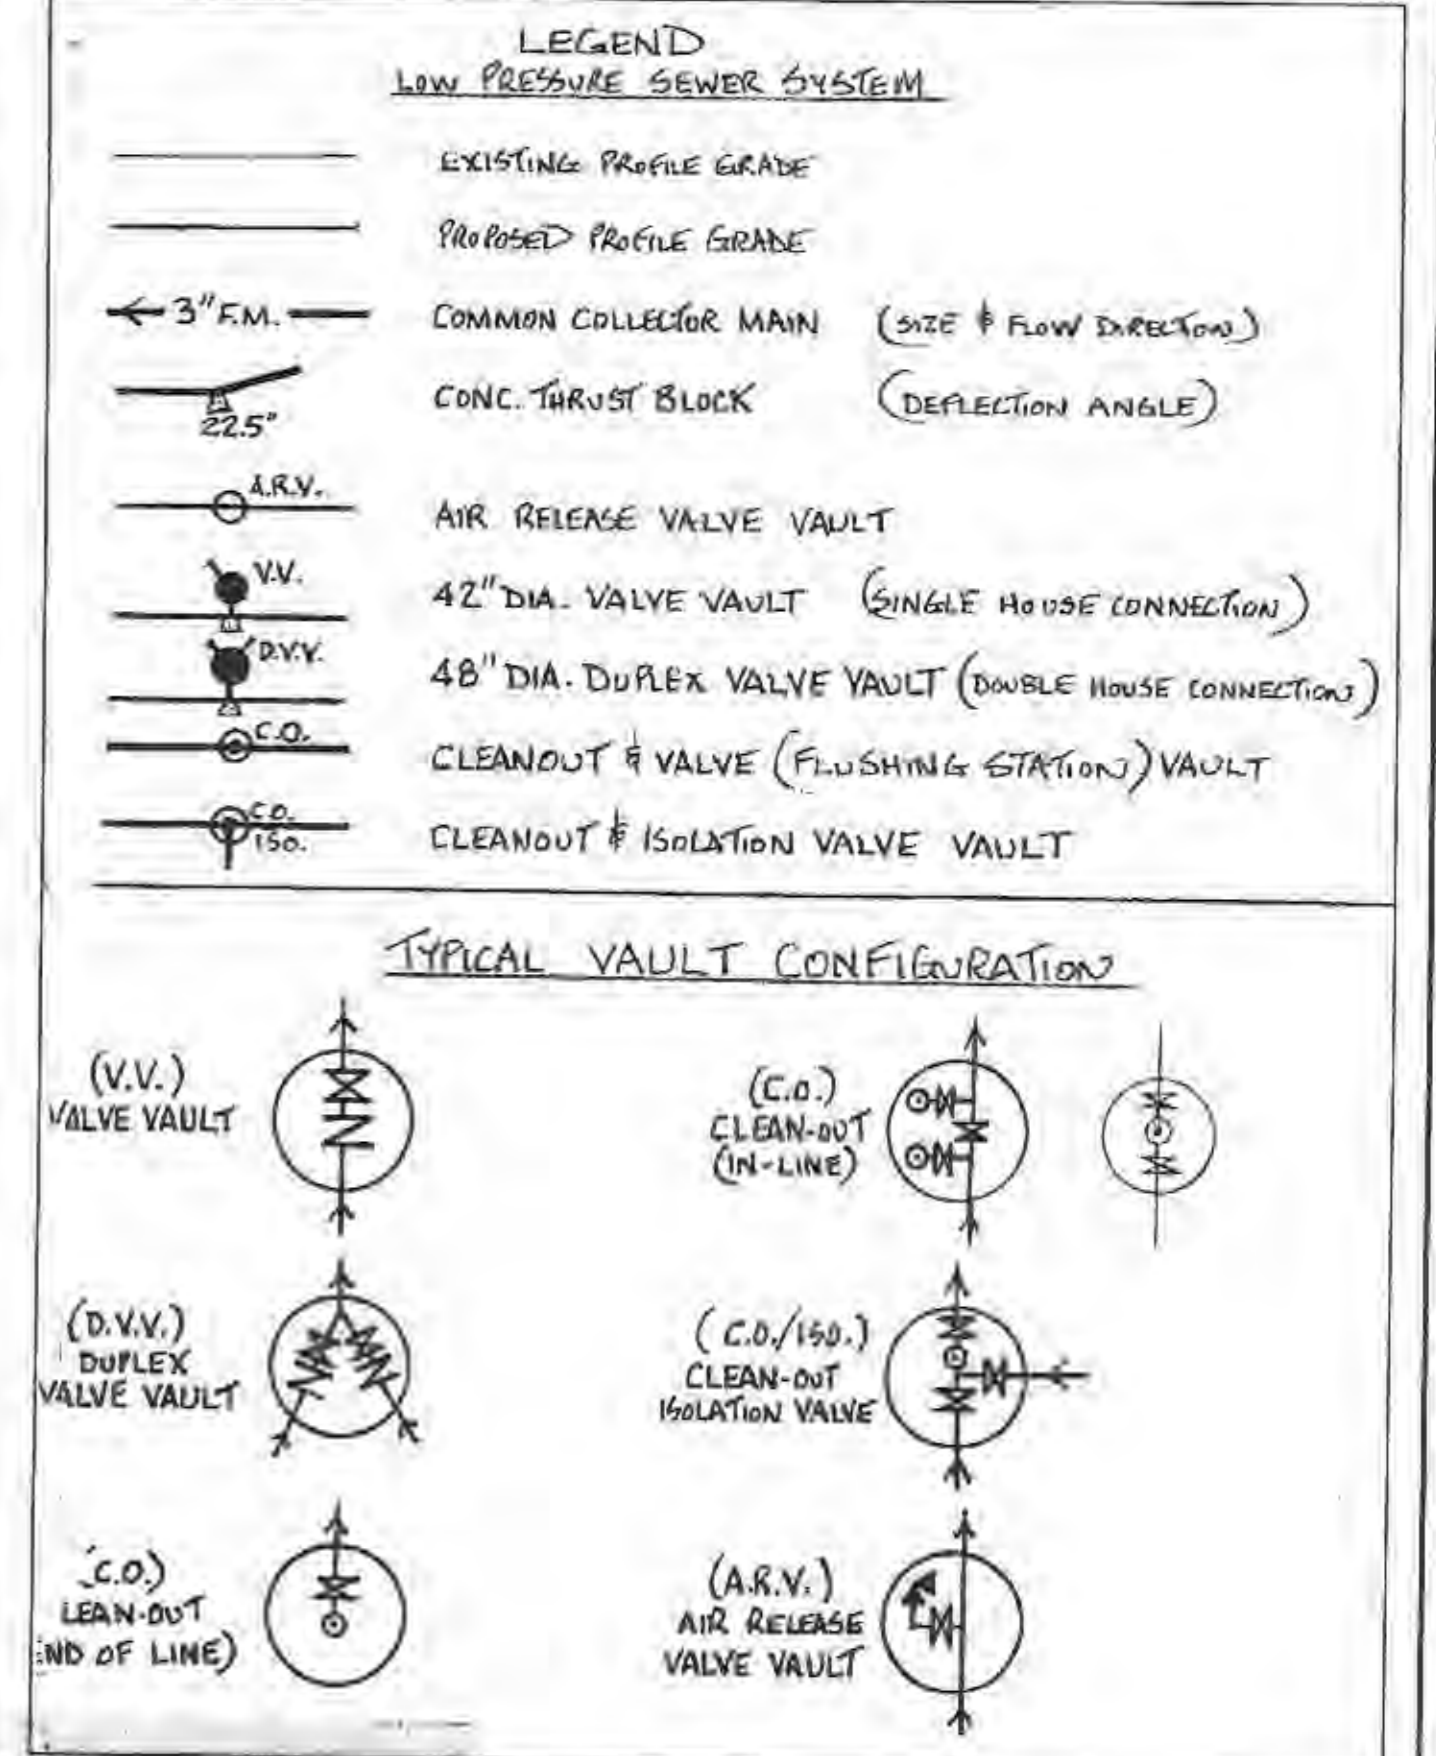 LEGEND
LOW PRESSURE SEWER SYSTEM
EXISTING PROFILE GRADE
PROPOSED PROFILE GRADE
3" F.M. COMMON COLLECTOR MAIN (SIZE & FLOW DIRECTION)
22.5° CONC. THRUST BLOCK (DEFLECTION ANGLE)
A.R.V. AIR RELEASE VALVE VAULT
V.V. 42" DIA. VALVE VAULT (SINGLE HOUSE CONNECTION)
D.V.V. 48" DIA. DUPLEX VALVE VAULT (DOUBLE HOUSE CONNECTIONS)
C.O. CLEANOUT & VALVE (FLUSHING STATION) VAULT
C.O.
ISO. CLEANOUT & ISOLATION VALVE VAULT
TYPICAL VAULT CONFIGURATION
(V.V.)
VALVE VAULT
(C.O.)
CLEAN-OUT
(IN-LINE)
(D.V.V.)
DUPLEX
VALVE VAULT
(C.O./ISO.)
CLEAN-OUT
ISOLATION VALVE
C.O.)
LEAN-OUT
ND OF LINE)
(A.R.V.)
AIR RELEASE
VALVE VAULT